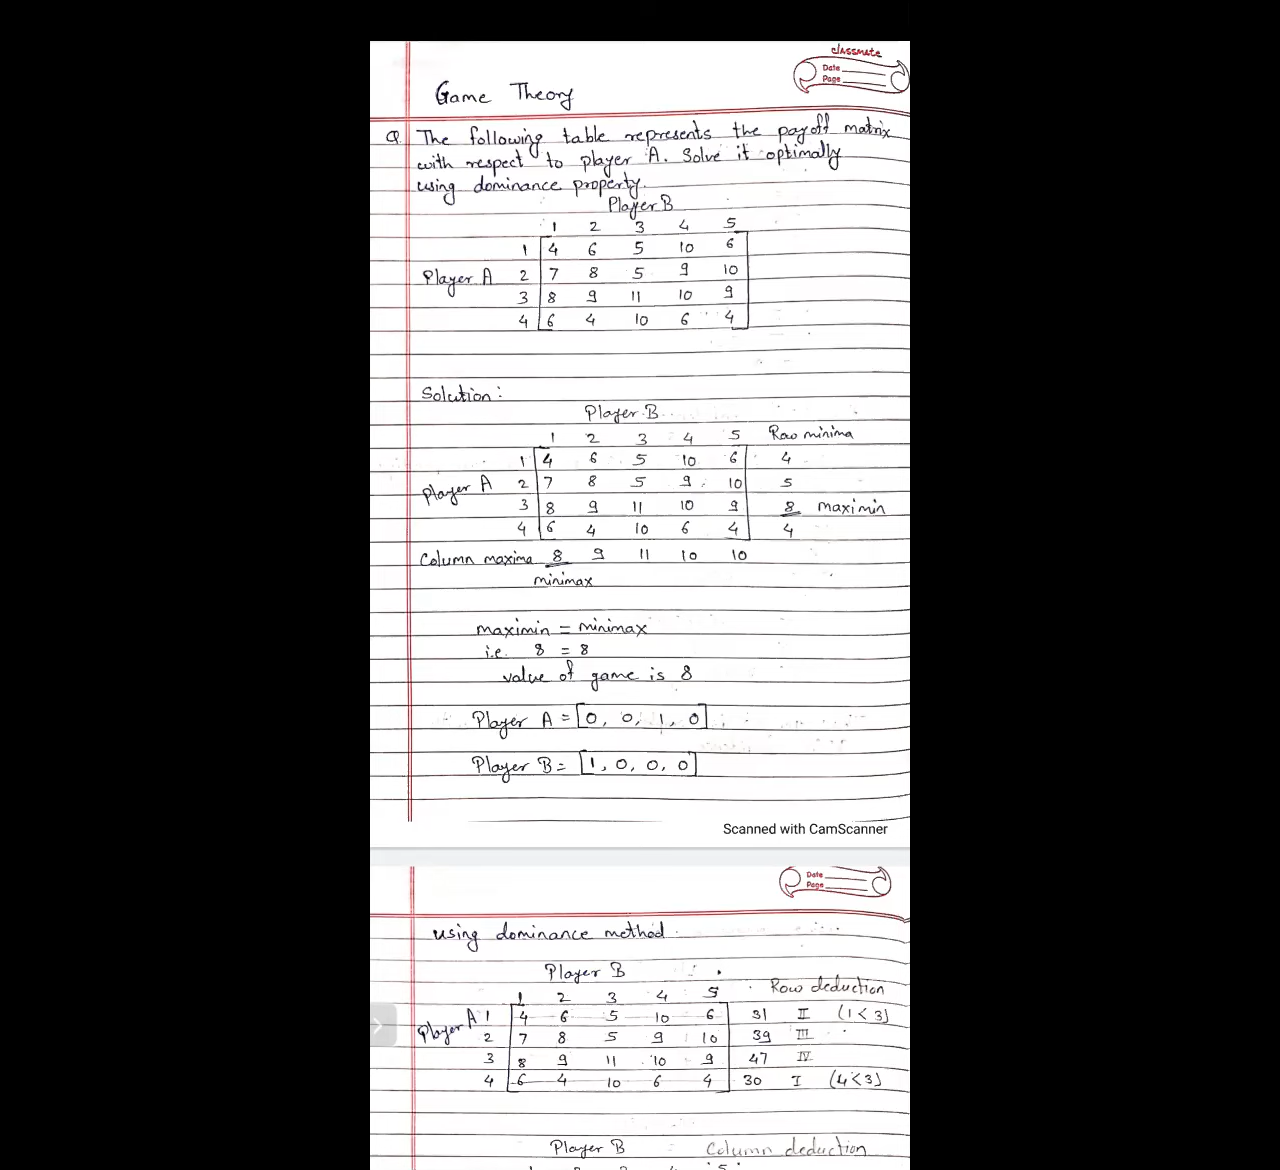 classmate
Date
Page
Game Theory
Q. The following table represents the payoff matrix
with respect to player A. Solve it optimally
using dominance property.
Player B
1 2 3 4 5
1 4 6 5 10 6
Player A 2 7 8 5 9 10
3 8 9 11 10 9
4 6 4 10 6 4
Solution:
Player B
1 2 3 4 5 Row minima
1 4 6 5 10 6 4
Player A 2 7 8 5 9 10 5
3 8 9 11 10 9 8 maximin
4 6 4 10 6 4 4
Column maxima 8 9 11 10 10
minimax
maximin = minimax
i.e. 8 = 8
value of game is 8
Player A = [0, 0, 1, 0]
Player B = [1, 0, 0, 0]
Scanned with CamScanner
Date
Page
using dominance method.
Player B
1 2 3 4 5 Row deduction
Player A 1 4 6 5 10 6 31 II (1<3)
2 7 8 5 9 10 39 III
3 8 9 11 10 9 47 IV
4 6 4 10 6 4 30 I (4<3)
Player B Column deduction